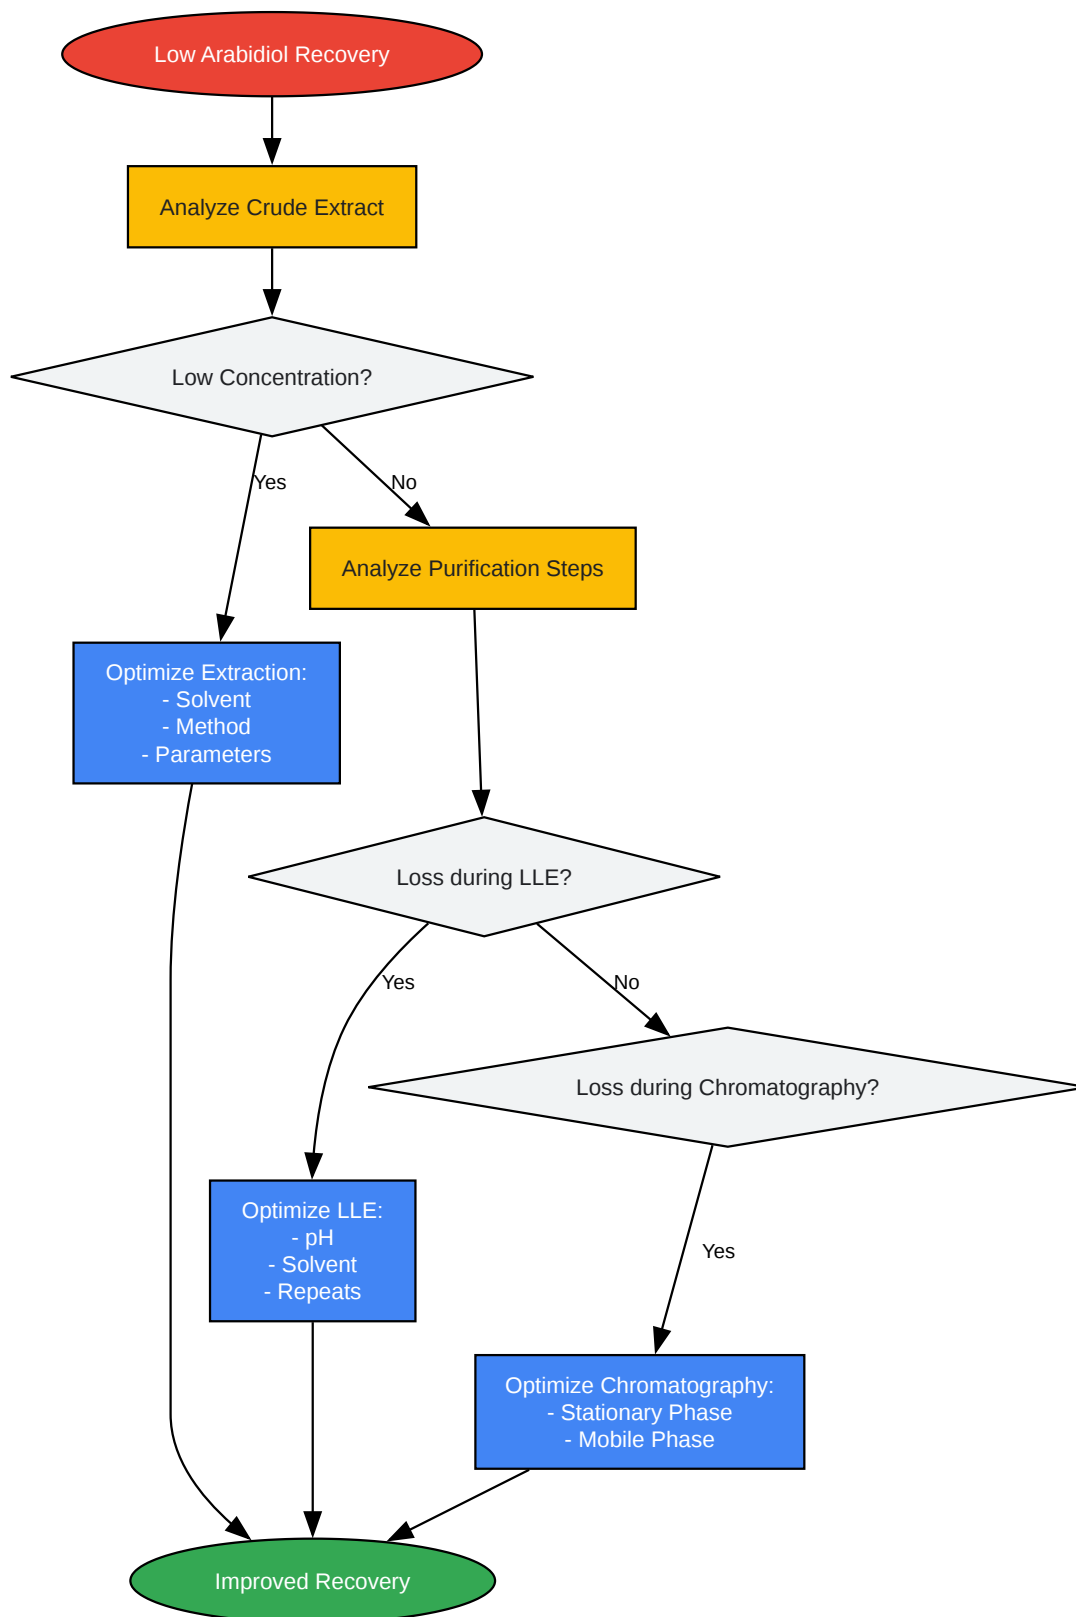 Low Arabidiol Recovery
Analyze Crude Extract
Low Concentration?
Yes
No
Analyze Purification Steps
Optimize Extraction:
- Solvent
- Method
- Parameters
Loss during LLE?
Yes
No
Loss during Chromatography?
Optimize LLE:
- pH
- Solvent
- Repeats
Yes
Optimize Chromatography:
- Stationary Phase
- Mobile Phase
Improved Recovery